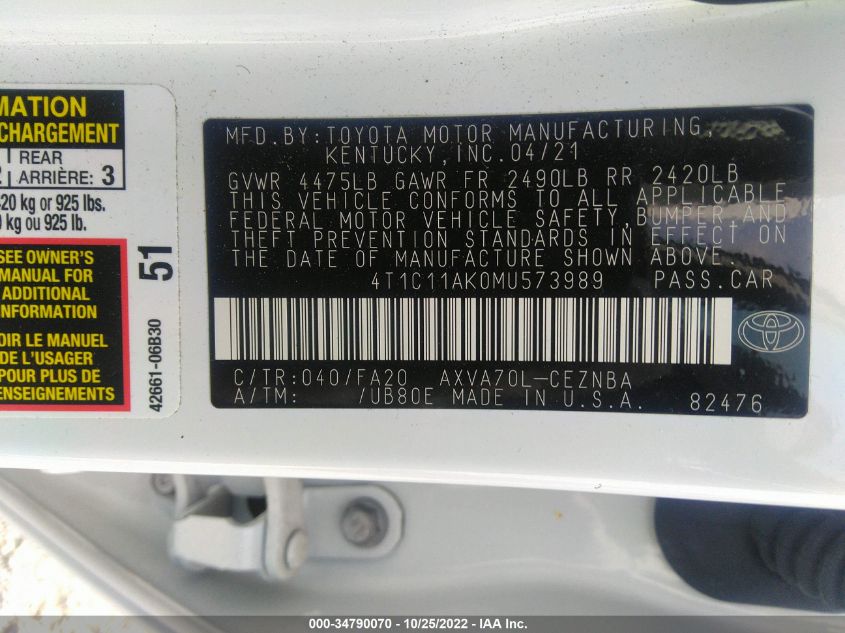 MATION
CHARGEMENT
REAR
2 ARRIÈRE: 3
420 kg or 925 lbs.
0 kg ou 925 lb.
SEE OWNER'S
MANUAL FOR
ADDITIONAL
INFORMATION
VOIR LE MANUEL
DE L'USAGER
POUR PLUS DE
RENSEIGNEMENTS
51
42661-06B30
MFD.BY:TOYOTA MOTOR MANUFACTURING,
KENTUCKY,INC.04/21
GVWR 4475LB GAWR FR 2490LB RR 2420LB
THIS VEHICLE CONFORMS TO ALL APPLICABLE
FEDERAL MOTOR VEHICLE SAFETY,BUMPER AND
THEFT PREVENTION STANDARDS IN EFFECT ON
THE DATE OF MANUFACTURE SHOWN ABOVE.
4T1C11AK0MU573989 PASS.CAR
C/TR:040/FA20 AXVA70L-CEZNBA
A/TM: /UB80E MADE IN U.S.A. 82476
000-34790070 - 10/25/2022 - IAA Inc.